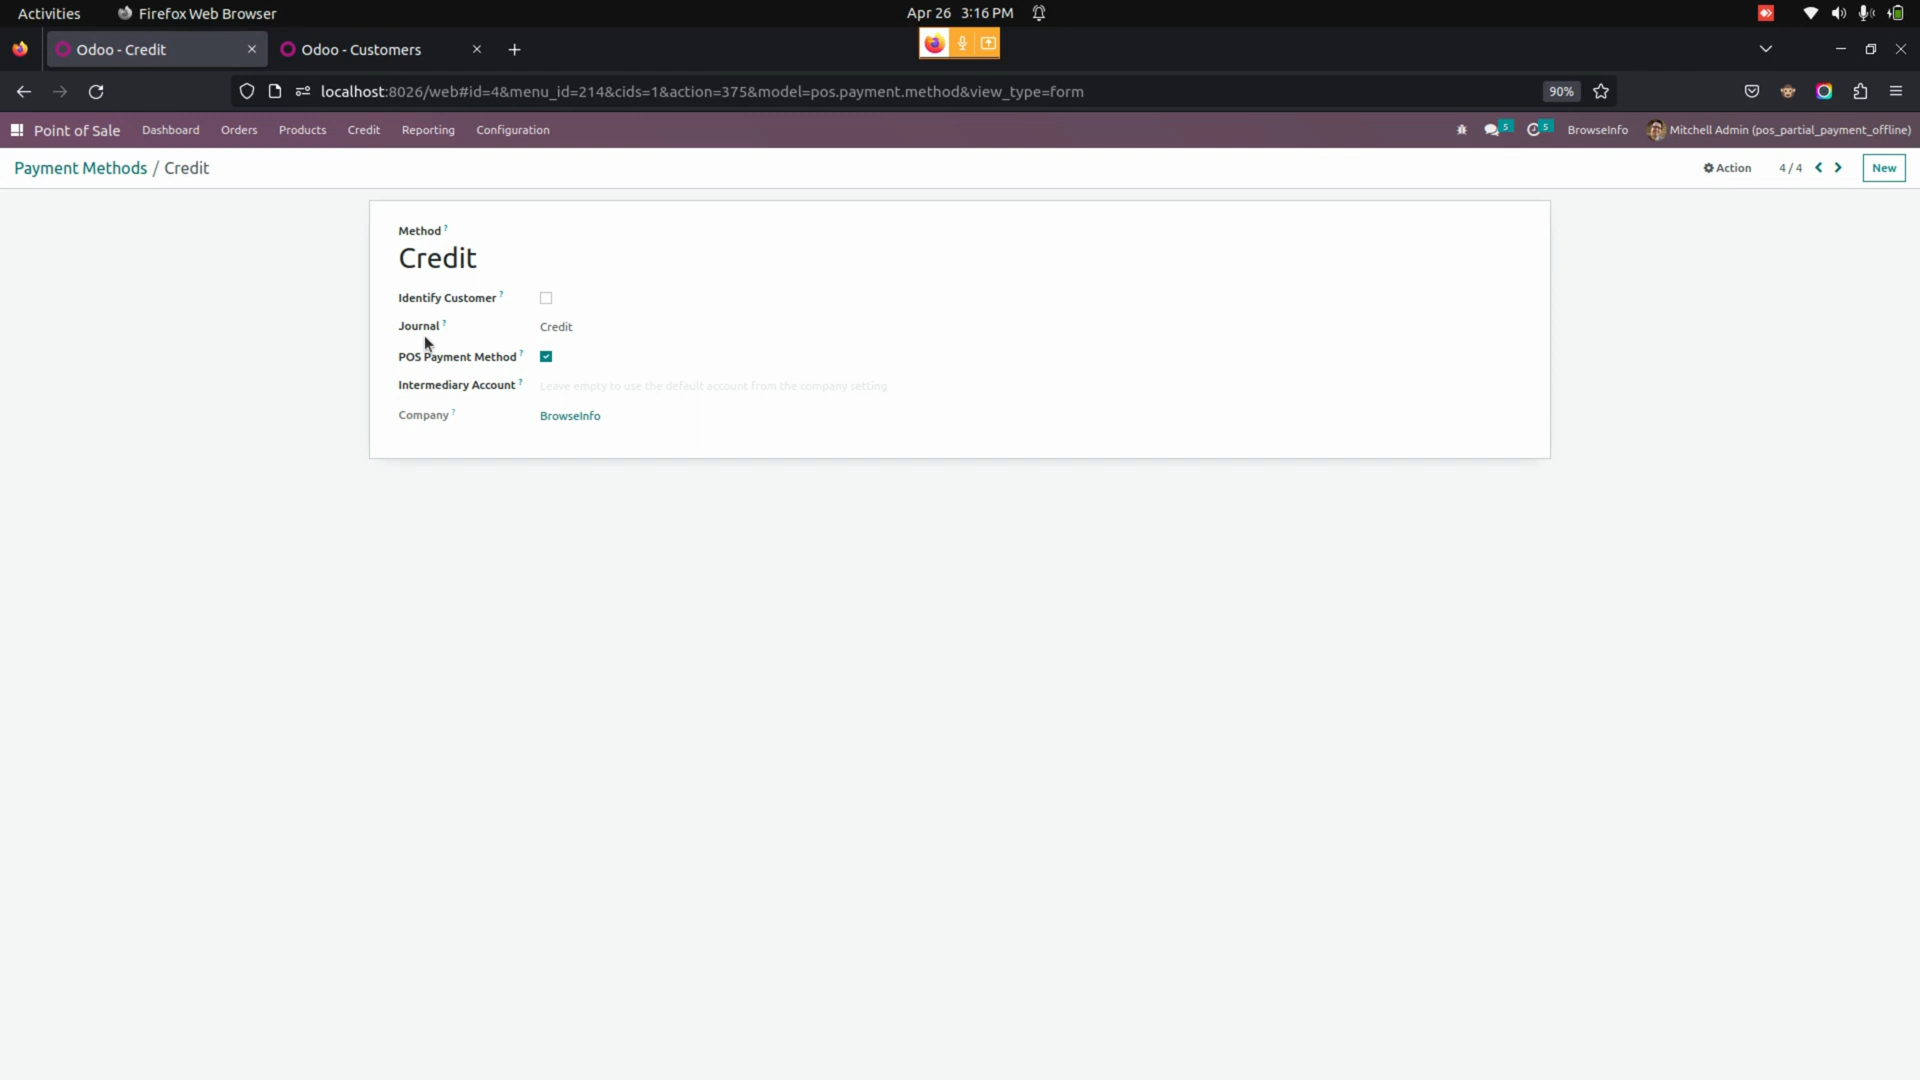 Activities Firefox Web Browser Apr 26 3:16 PM
Odoo - Credit Odoo - Customers
localhost:8026/web#id=4&menu_id=214&cids=1&action=375&model=pos.payment.method&view_type=form 90%
Point of Sale Dashboard Orders Products Credit Reporting Configuration 5 5 BrowseInfo Mitchell Admin (pos_partial_payment_offline)
Payment Methods / Credit Action 4 / 4 New
Method ?
Credit
Identify Customer ?
Journal ? Credit
POS Payment Method ?
Intermediary Account ? Leave empty to use the default account from the company setting
Company ? BrowseInfo